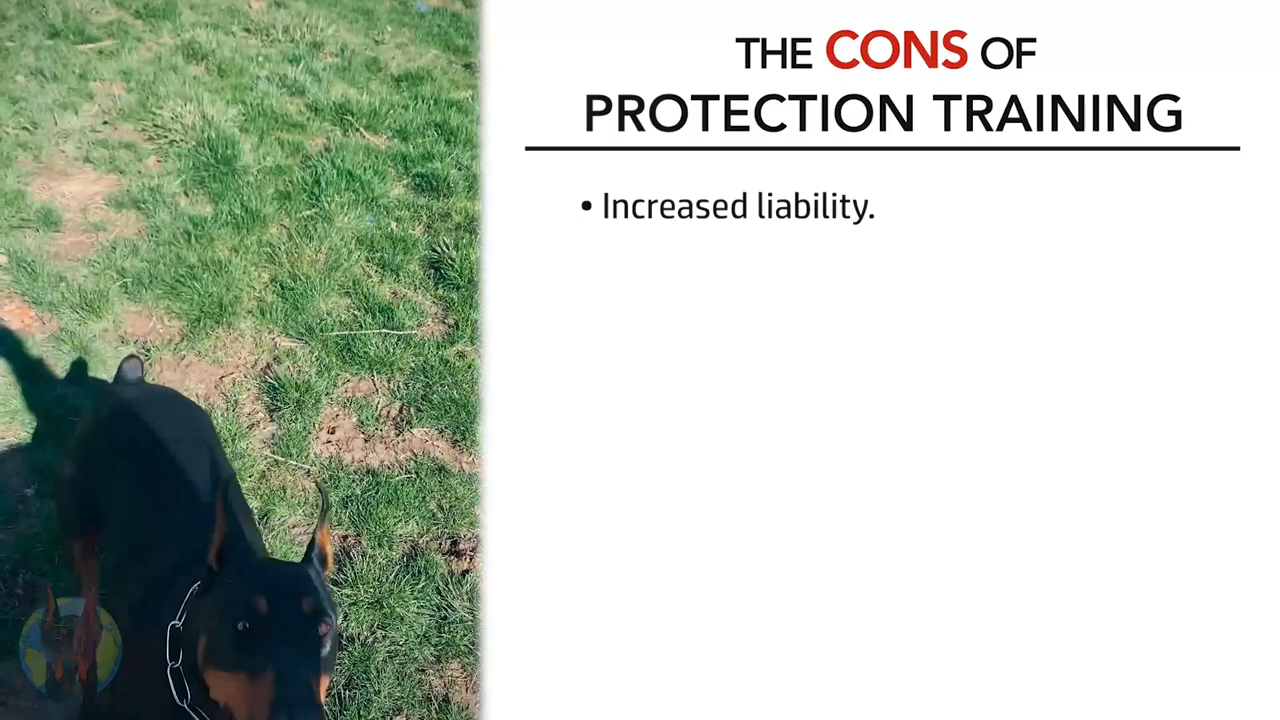 THE CONS OF
PROTECTION TRAINING
• Increased liability.